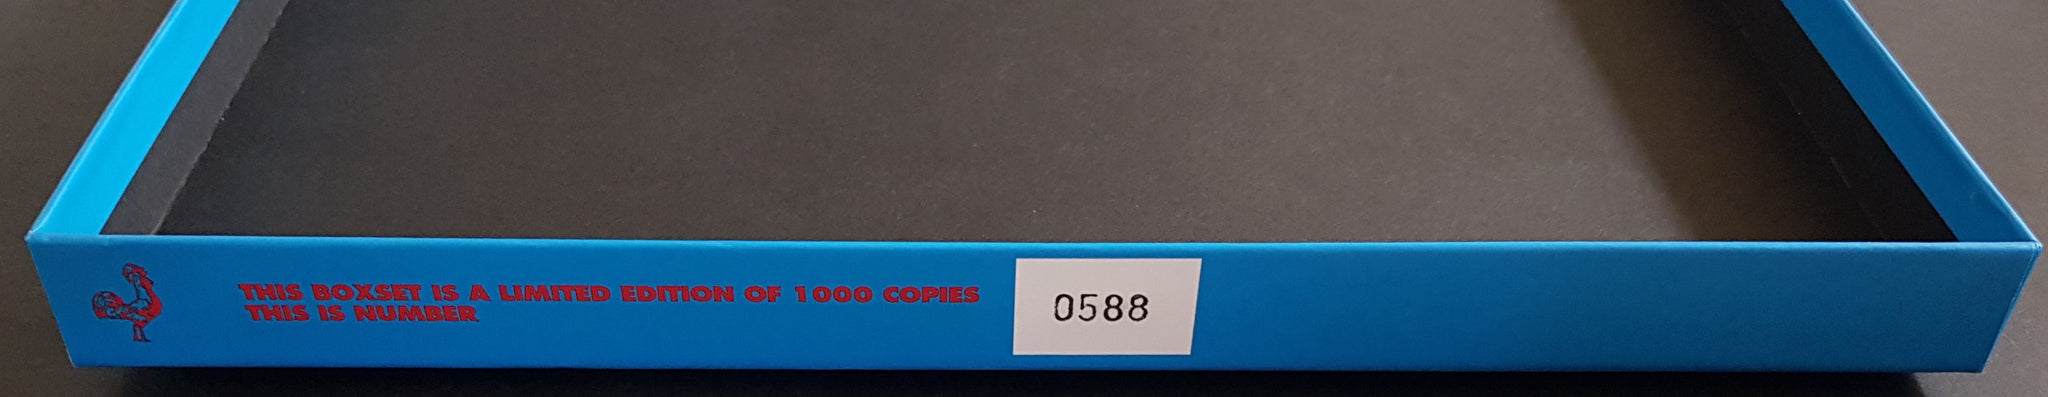 THIS BOXSET IS A LIMITED EDITION OF 1000 COPIES
THIS IS NUMBER
0588